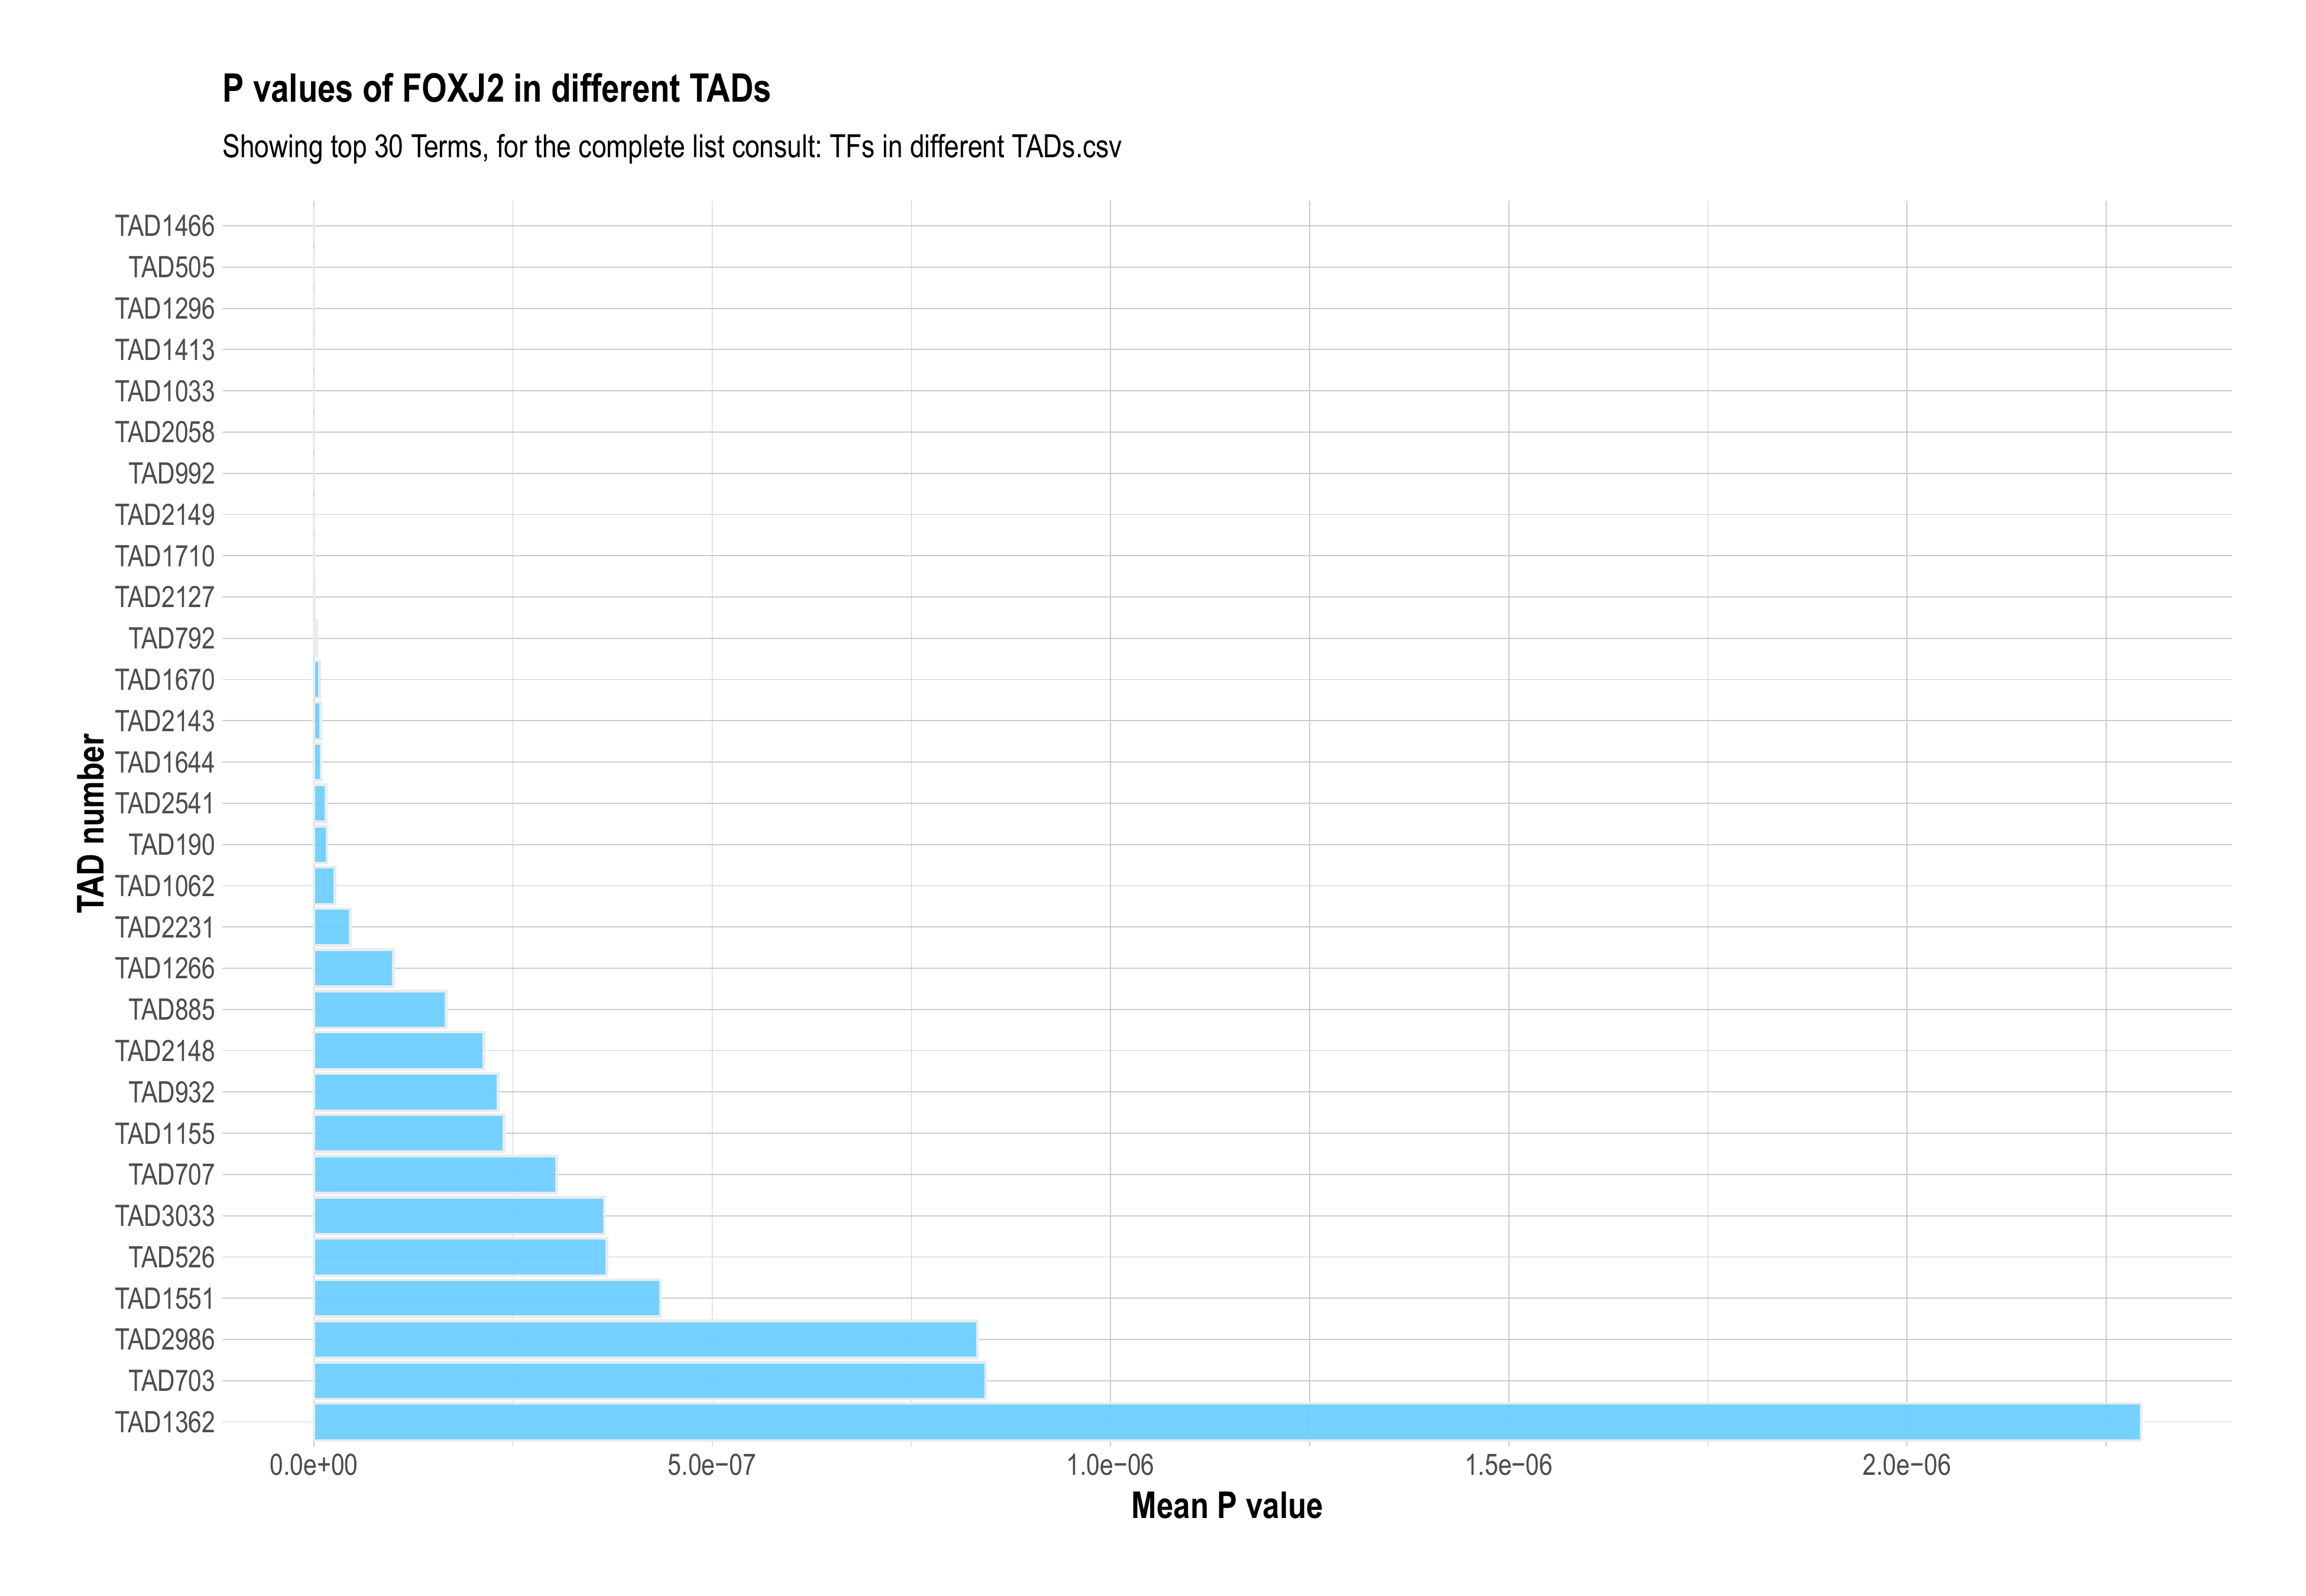 P values of FOXJ2 in different TADs
Showing top 30 Terms, for the complete list consult: TFs in different TADs.csv
TAD number
TAD1466
TAD505
TAD1296
TAD1413
TAD1033
TAD2058
TAD992
TAD2149
TAD1710
TAD2127
TAD792
TAD1670
TAD2143
TAD1644
TAD2541
TAD190
TAD1062
TAD2231
TAD1266
TAD885
TAD2148
TAD932
TAD1155
TAD707
TAD3033
TAD526
TAD1551
TAD2986
TAD703
TAD1362
0.0e+00 5.0e−07 1.0e−06 1.5e−06 2.0e−06
Mean P value